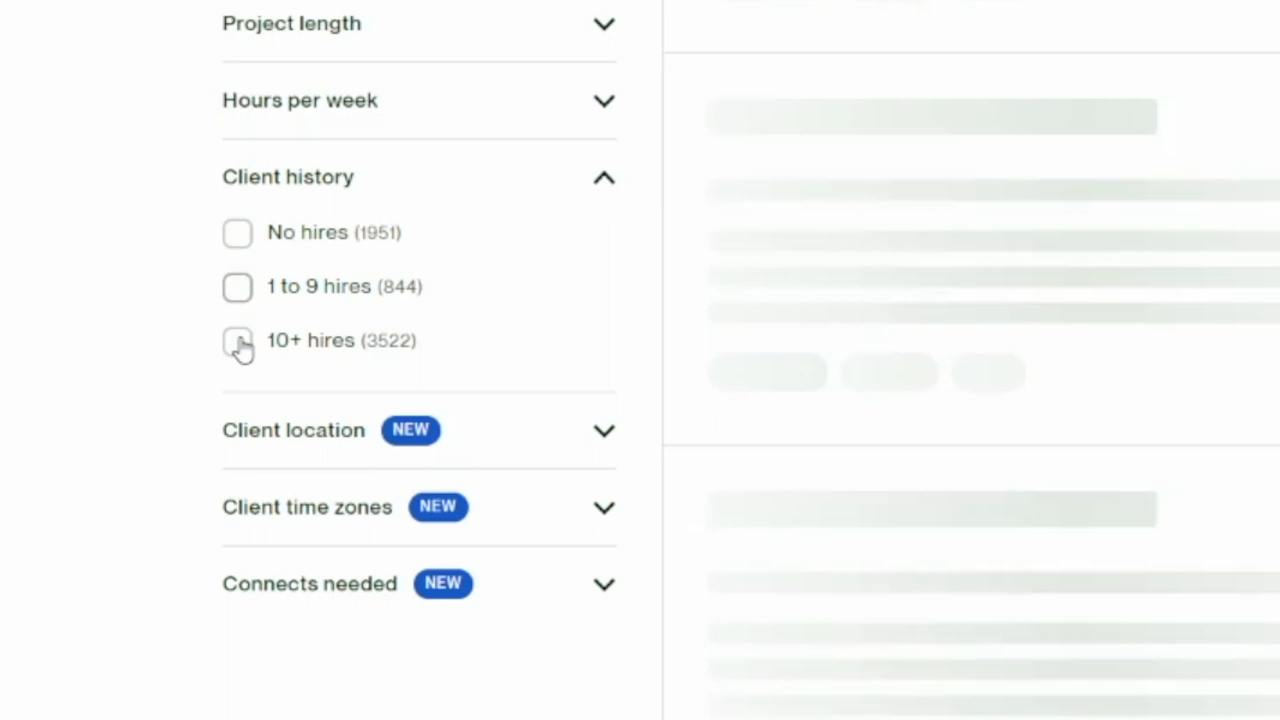 Project length
Hours per week
Client history
No hires (1951)
1 to 9 hires (844)
10+ hires (3522)
Client location NEW
Client time zones NEW
Connects needed NEW